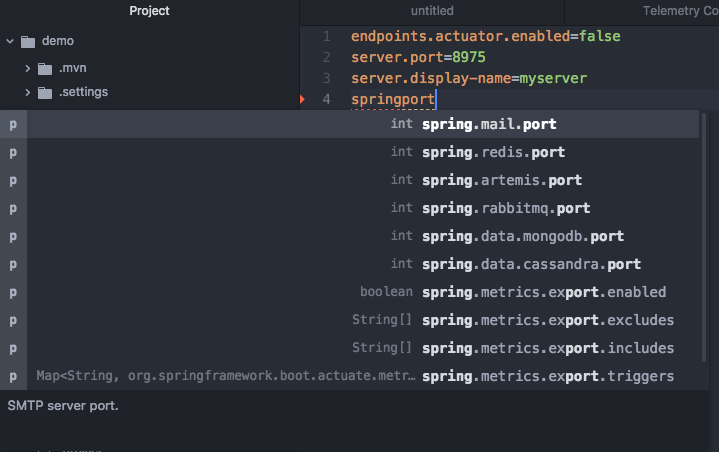 Project
untitled
Telemetry Co
demo
.mvn
.settings
1 endpoints.actuator.enabled=false
2 server.port=8975
3 server.display-name=myserver
4 springport
p int spring.mail.port
p int spring.redis.port
p int spring.artemis.port
p int spring.rabbitmq.port
p int spring.data.mongodb.port
p int spring.data.cassandra.port
p boolean spring.metrics.export.enabled
p String[] spring.metrics.export.excludes
p String[] spring.metrics.export.includes
p Map<String, org.springframework.boot.actuate.metr… spring.metrics.export.triggers
SMTP server port.